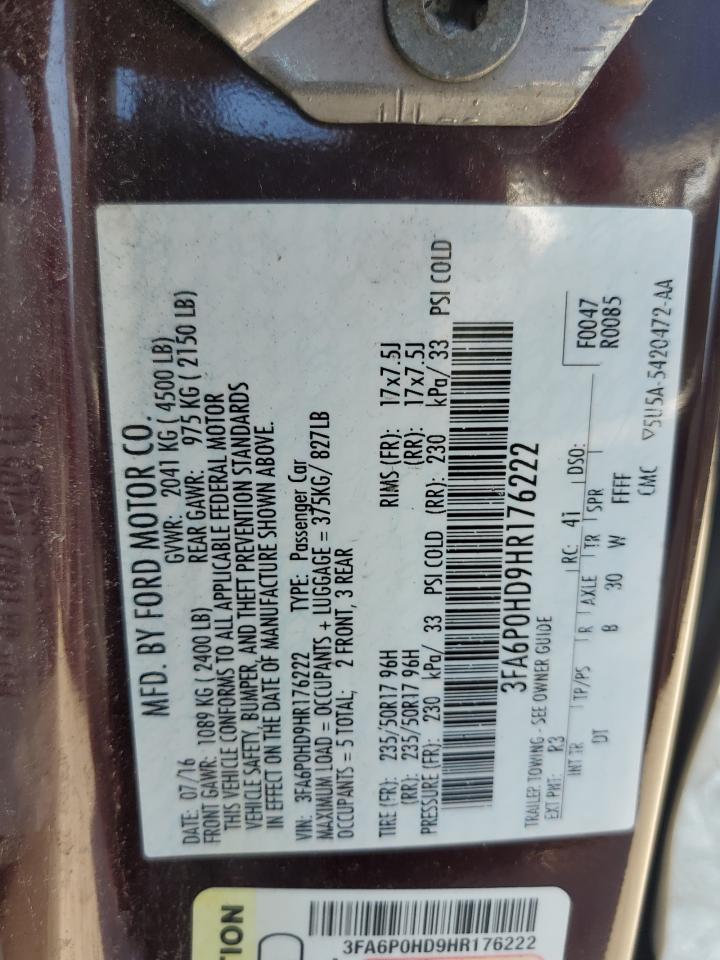 MFD. BY FORD MOTOR CO.
DATE: 07/16 GVWR: 2041 KG ( 4500 LB)
FRONT GAWR: 1089 KG ( 2400 LB) REAR GAWR: 975 KG ( 2150 LB)
THIS VEHICLE CONFORMS TO ALL APPLICABLE FEDERAL MOTOR
VEHICLE SAFETY, BUMPER, AND THEFT PREVENTION STANDARDS
IN EFFECT ON THE DATE OF MANUFACTURE SHOWN ABOVE.
VIN: 3FA6P0HD9HR176222 TYPE: Passenger Car
MAXIMUM LOAD = OCCUPANTS + LUGGAGE = 375KG/ 827LB
OCCUPANTS = 5 TOTAL; 2 FRONT, 3 REAR
TIRE (FR): 235/50R17 96H RIMS (FR): 17x7.5J
(RR): 235/50R17 96H (RR): 17x7.5J
PRESSURE (FR): 230 kPa/ 33 PSI COLD (RR): 230 kPa/ 33 PSI COLD
3FA6P0HD9HR176222
TRAILER TOWING - SEE OWNER GUIDE F0047
EXT PNT: R3 RC: 41 DSO: R0085
INT TR TP/PS R AXLE TR SPR
DT B 30 W FFFF
CMC ▽5U5A-5420472-AA
TION
3FA6P0HD9HR176222